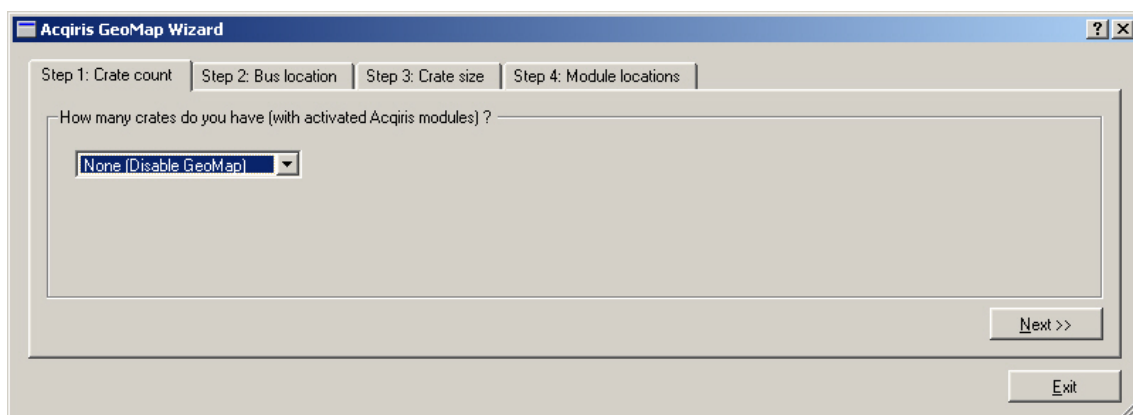 Acqiris GeoMap Wizard
Step 1: Crate count Step 2: Bus location Step 3: Crate size Step 4: Module locations
How many crates do you have (with activated Acqiris modules) ?
None (Disable GeoMap)
Next >>
Exit